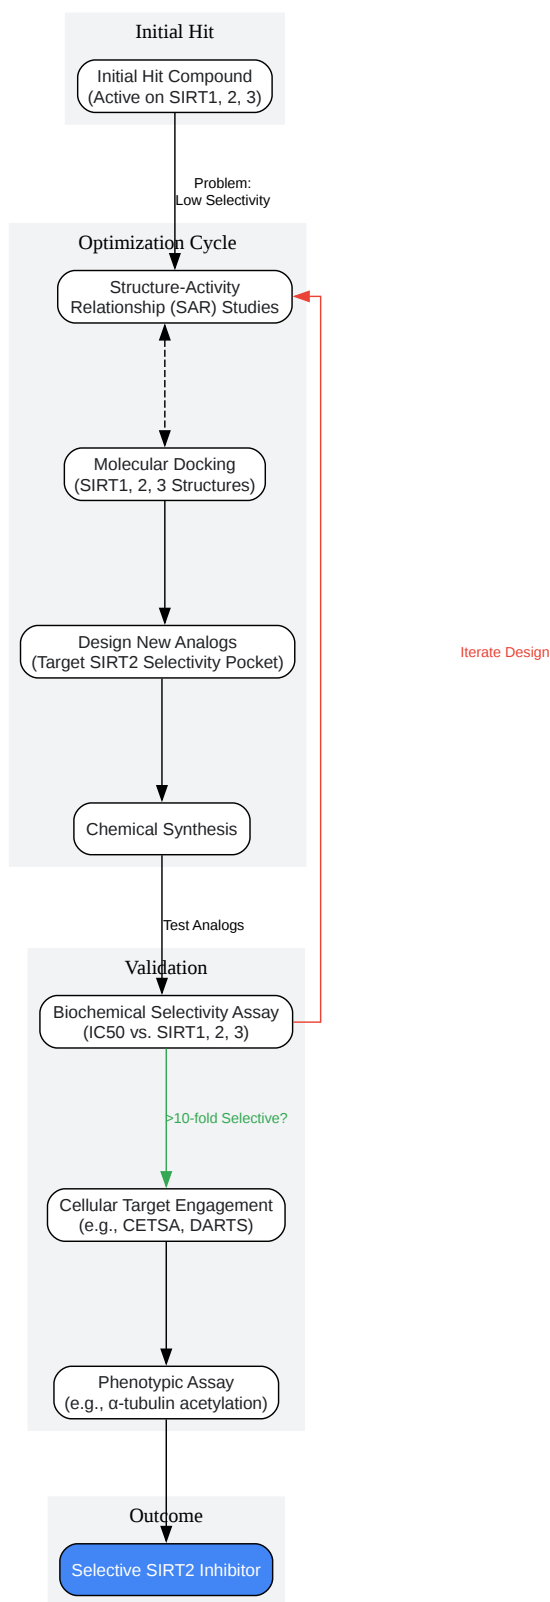 Initial Hit
Initial Hit Compound
(Active on SIRT1, 2, 3)
Problem:
Low Selectivity
Optimization Cycle
Structure-Activity
Relationship (SAR) Studies
Molecular Docking
(SIRT1, 2, 3 Structures)
Design New Analogs
(Target SIRT2 Selectivity Pocket)
Iterate Design
Chemical Synthesis
Test Analogs
Validation
Biochemical Selectivity Assay
(IC50 vs. SIRT1, 2, 3)
>10-fold Selective?
Cellular Target Engagement
(e.g., CETSA, DARTS)
Phenotypic Assay
(e.g., α-tubulin acetylation)
Outcome
Selective SIRT2 Inhibitor